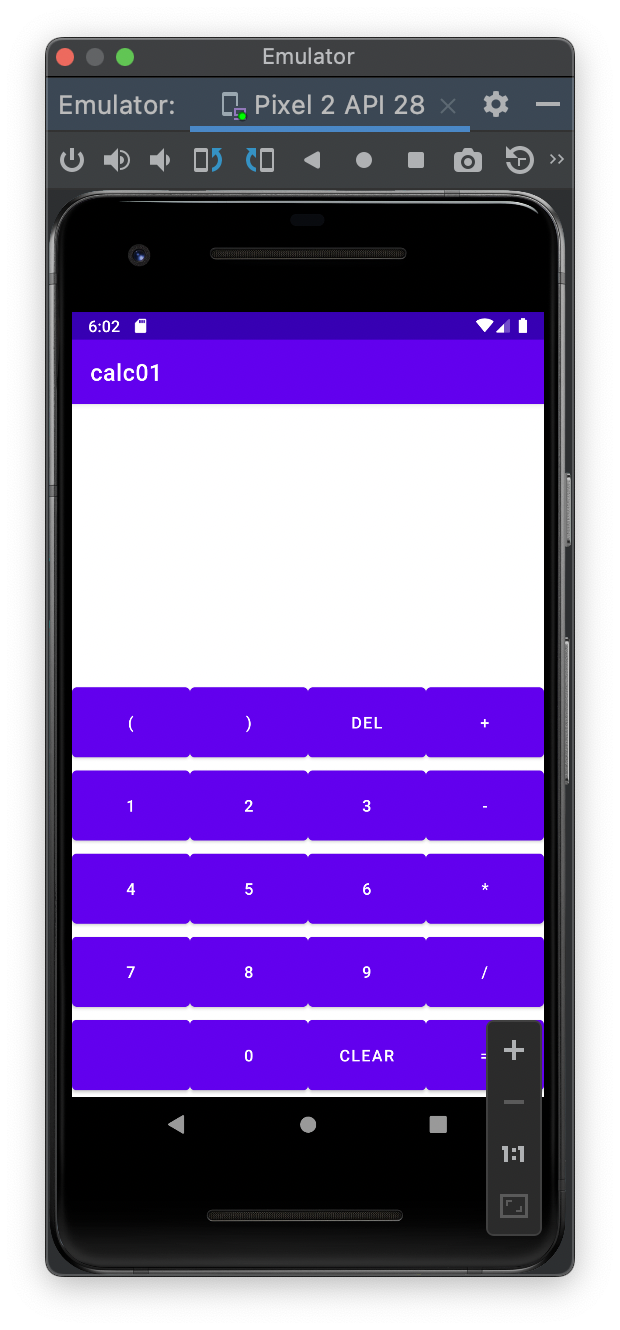 Emulator
Emulator: Pixel 2 API 28
6:02
calc01
( ) DEL +
1 2 3 -
4 5 6 *
7 8 9 /
0 CLEAR =
1:1